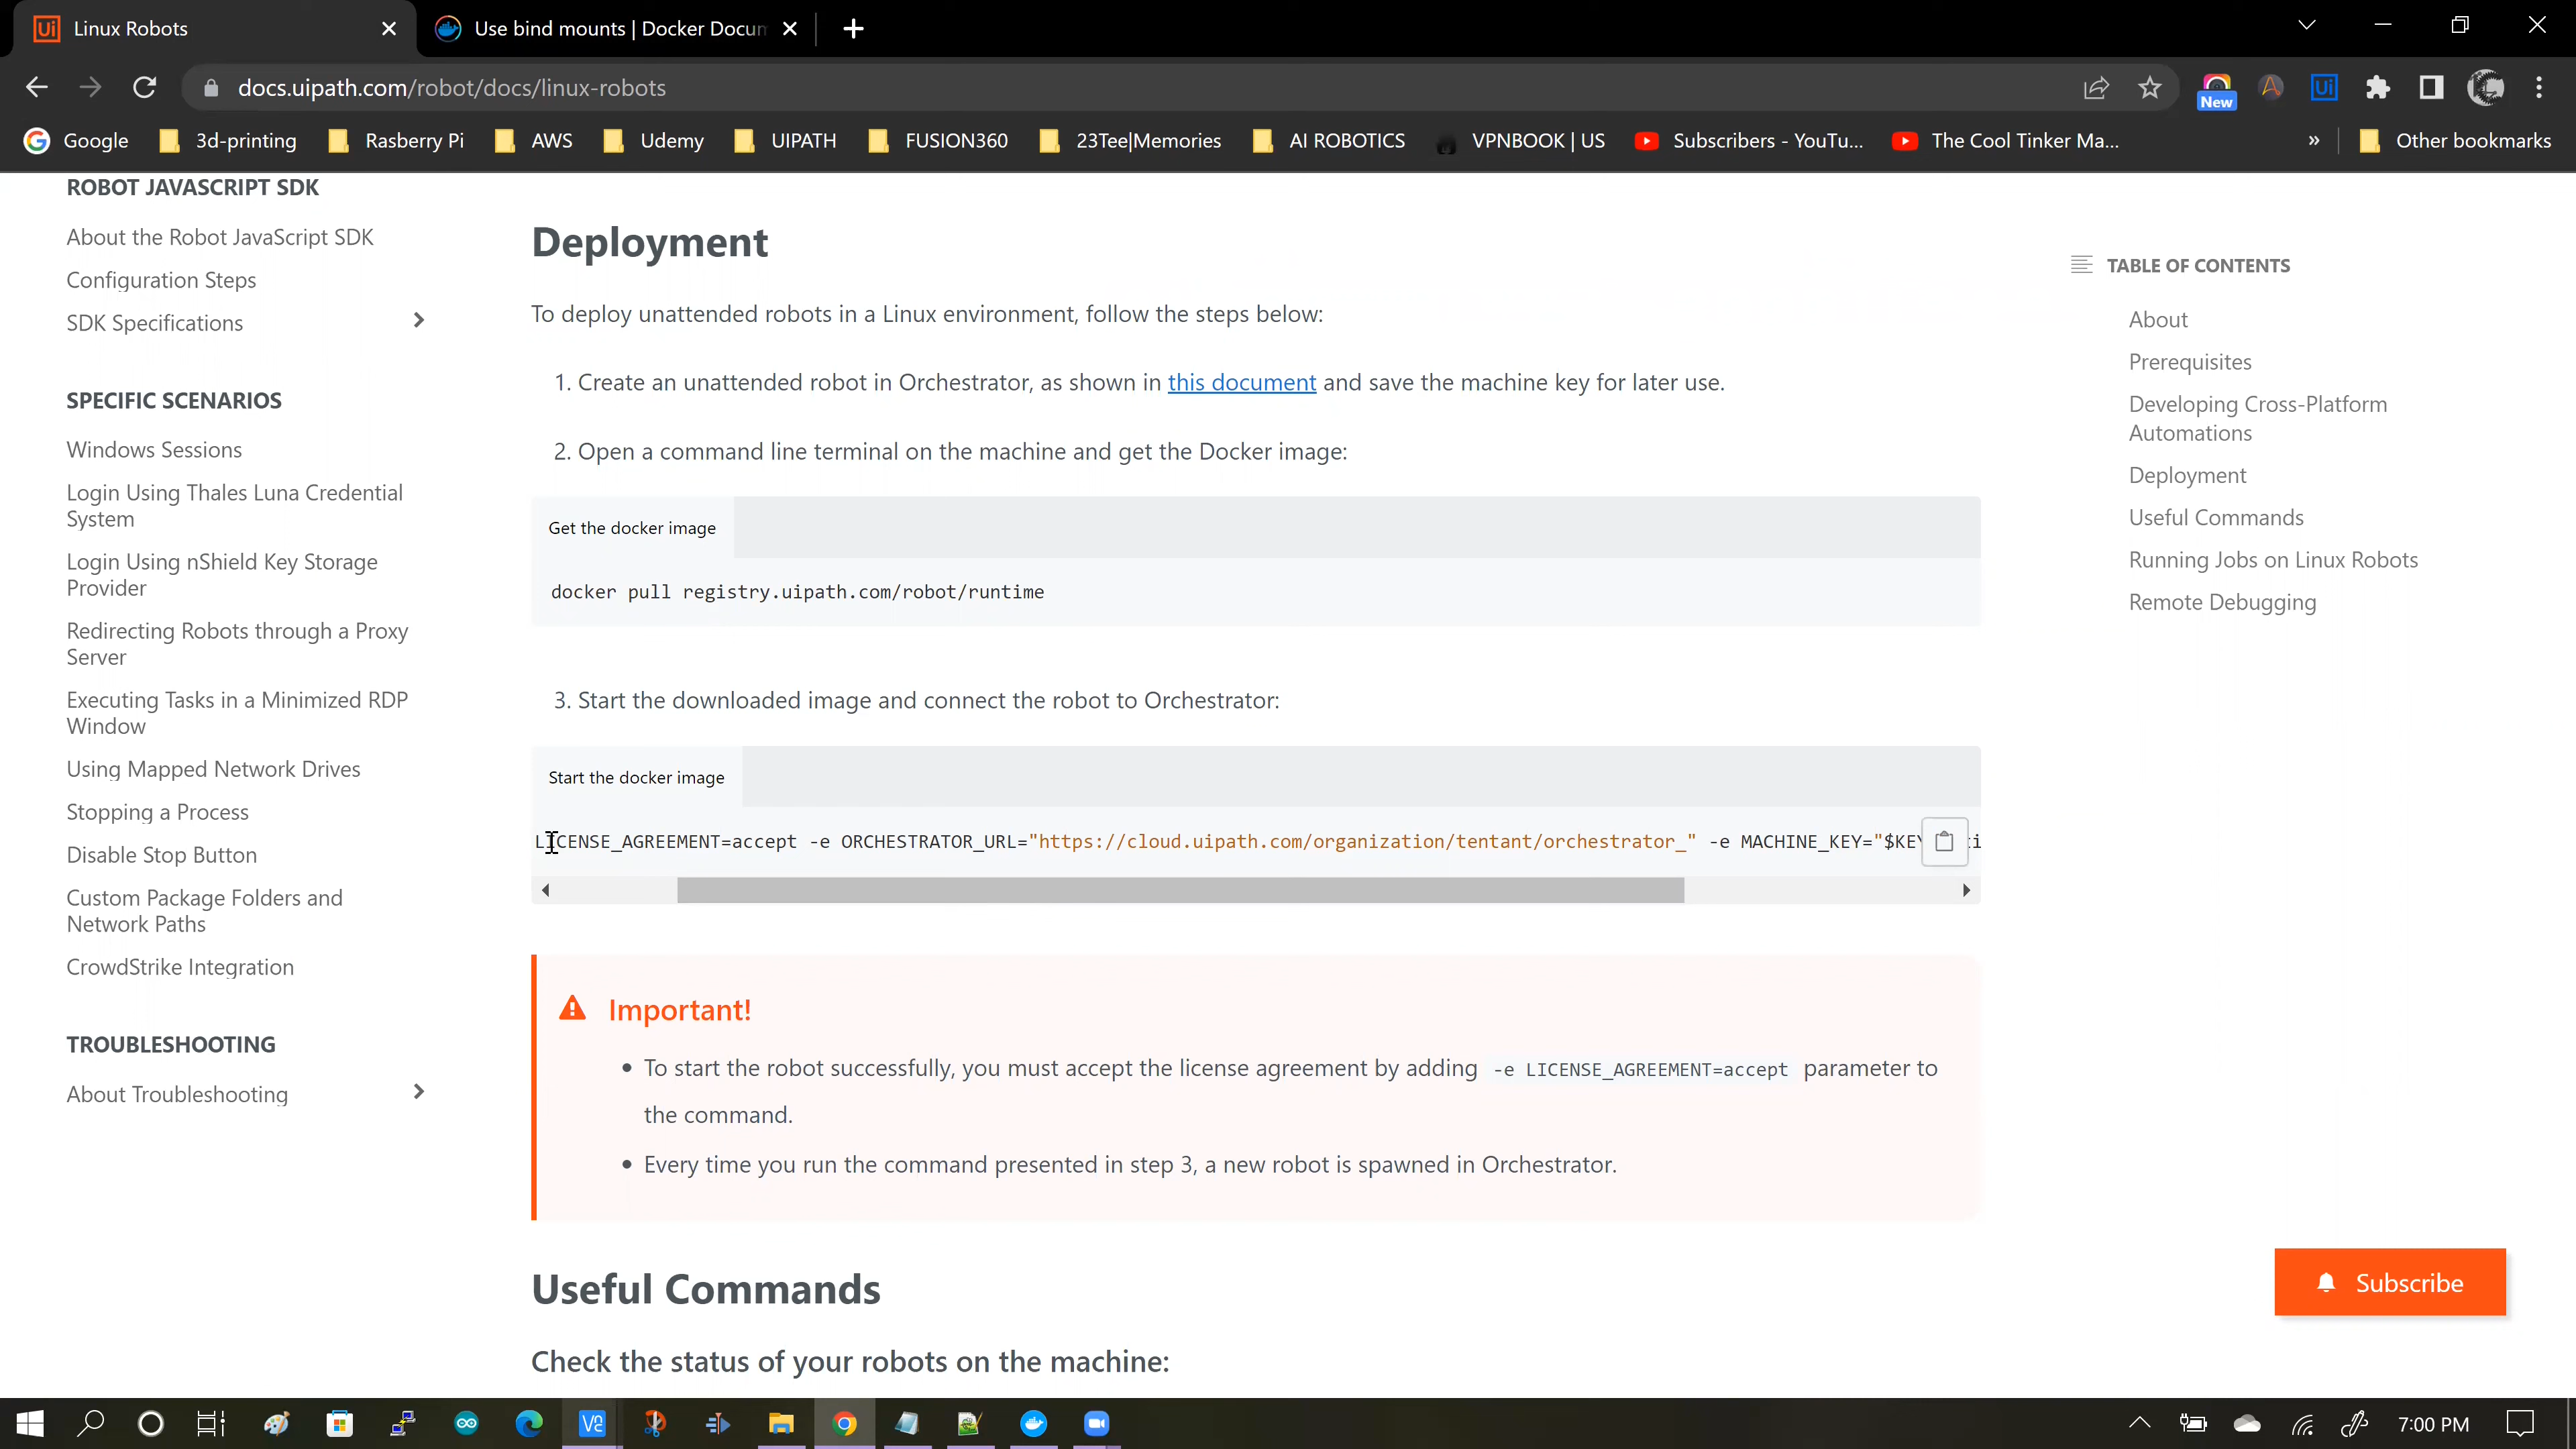 Linux Robots
Use bind mounts | Docker Docum
docs.uipath.com/robot/docs/linux-robots
New
Google
3d-printing
Rasberry Pi
AWS
Udemy
UIPATH
FUSION360
23Tee|Memories
AI ROBOTICS
VPNBOOK | US
Subscribers - YouTu...
The Cool Tinker Ma...
»
Other bookmarks
ROBOT JAVASCRIPT SDK
About the Robot JavaScript SDK
Configuration Steps
SDK Specifications
SPECIFIC SCENARIOS
Windows Sessions
Login Using Thales Luna Credential
System
Login Using nShield Key Storage
Provider
Redirecting Robots through a Proxy
Server
Executing Tasks in a Minimized RDP
Window
Using Mapped Network Drives
Stopping a Process
Disable Stop Button
Custom Package Folders and
Network Paths
CrowdStrike Integration
TROUBLESHOOTING
About Troubleshooting
Deployment
To deploy unattended robots in a Linux environment, follow the steps below:
1. Create an unattended robot in Orchestrator, as shown in this document and save the machine key for later use.
2. Open a command line terminal on the machine and get the Docker image:
Get the docker image
docker pull registry.uipath.com/robot/runtime
3. Start the downloaded image and connect the robot to Orchestrator:
Start the docker image
LICENSE_AGREEMENT=accept -e ORCHESTRATOR_URL="https://cloud.uipath.com/organization/tentant/orchestrator_" -e MACHINE_KEY="$KEY
Important!
• To start the robot successfully, you must accept the license agreement by adding -e LICENSE_AGREEMENT=accept parameter to
the command.
• Every time you run the command presented in step 3, a new robot is spawned in Orchestrator.
Useful Commands
Check the status of your robots on the machine:
TABLE OF CONTENTS
About
Prerequisites
Developing Cross-Platform
Automations
Deployment
Useful Commands
Running Jobs on Linux Robots
Remote Debugging
Subscribe
7:00 PM